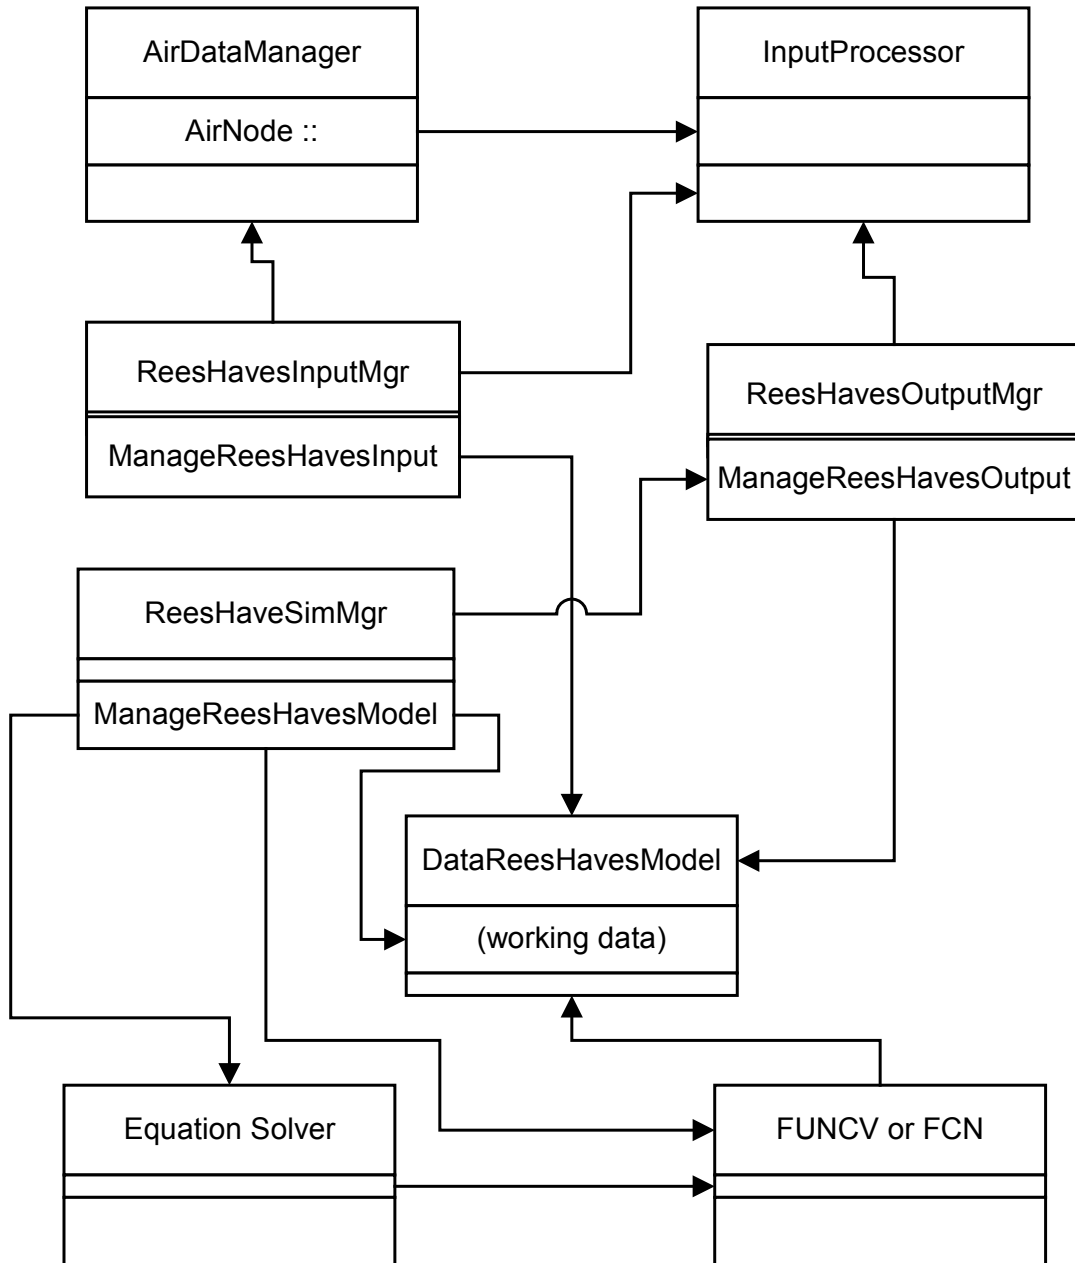 AirDataManager
AirNode ::
InputProcessor
ReesHavesInputMgr
ManageReesHavesInput
ReesHavesOutputMgr
ManageReesHavesOutput
ReesHaveSimMgr
ManageReesHavesModel
DataReesHavesModel
(working data)
Equation Solver
FUNCV or FCN